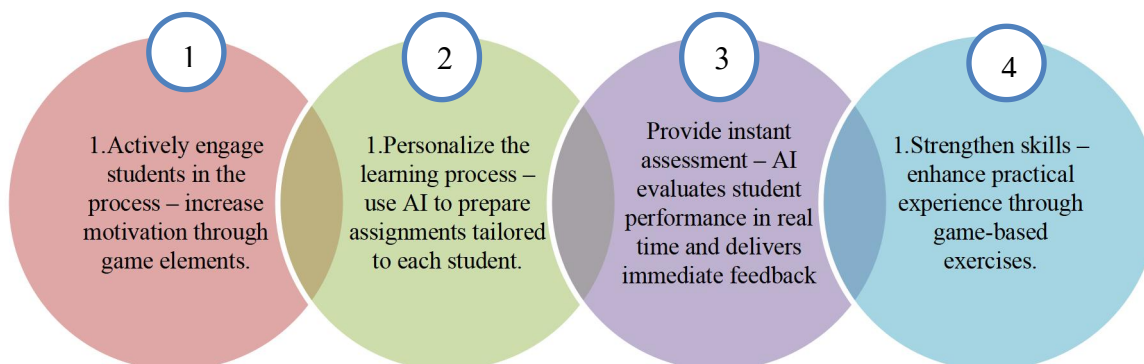 1
1.Actively engage
students in the
process – increase
motivation through
game elements.
2
1.Personalize the
learning process –
use AI to prepare
assignments tailored
to each student.
3
Provide instant
assessment – AI
evaluates student
performance in real
time and delivers
immediate feedback
4
1.Strengthen skills –
enhance practical
experience through
game-based
exercises.